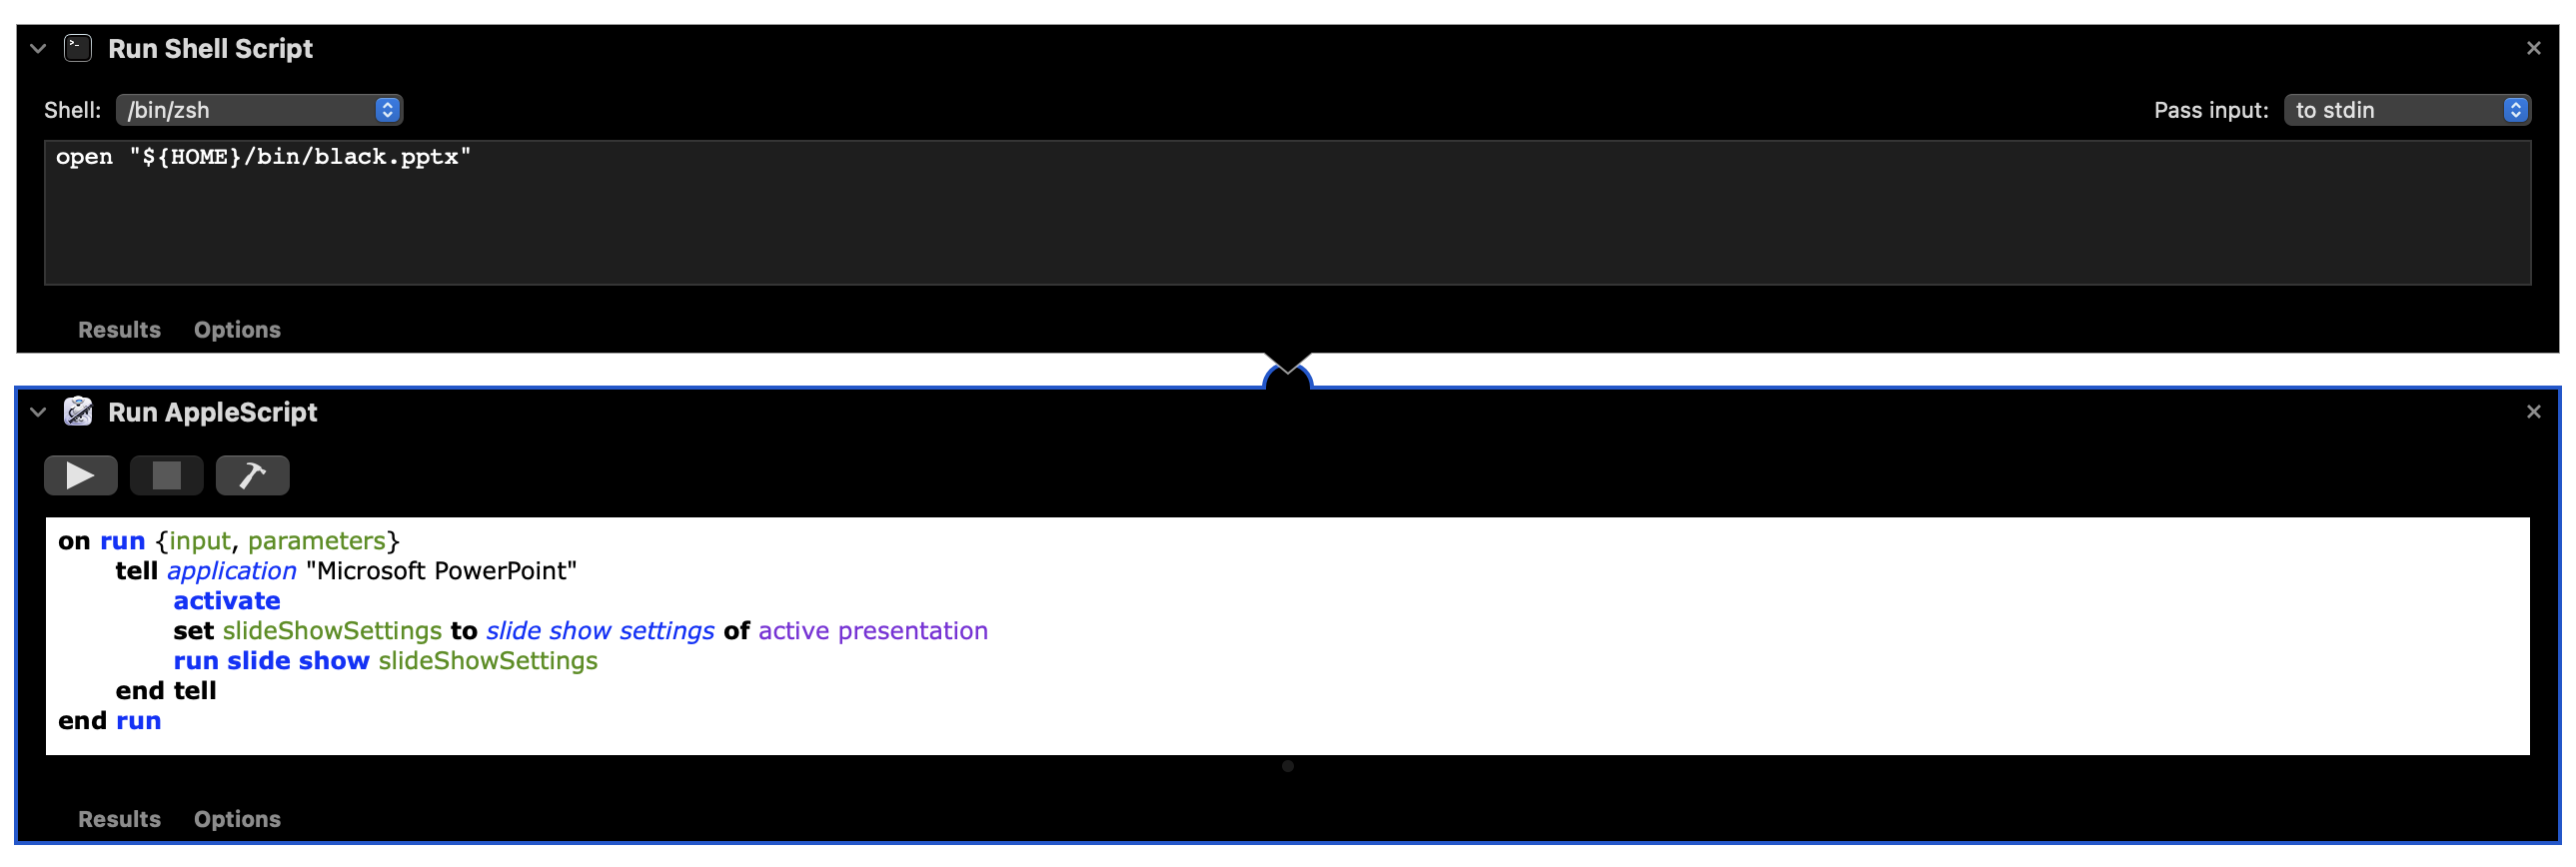 Run Shell Script
Shell: /bin/zsh Pass input: to stdin
open "${HOME}/bin/black.pptx"
Results Options
Run AppleScript
on run {input, parameters}
tell application "Microsoft PowerPoint"
activate
set slideShowSettings to slide show settings of active presentation
run slide show slideShowSettings
end tell
end run
Results Options